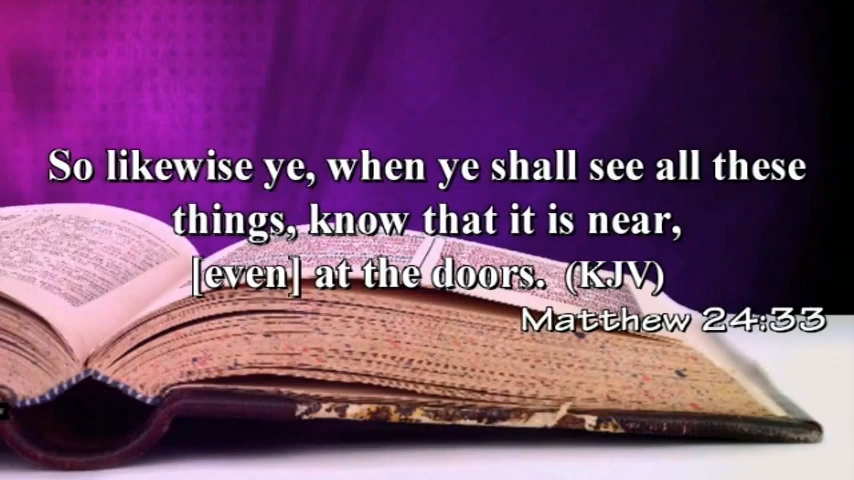 So likewise ye, when ye shall see all these
things, know that it is near,
[even] at the doors. (KJV)
Matthew 24:33